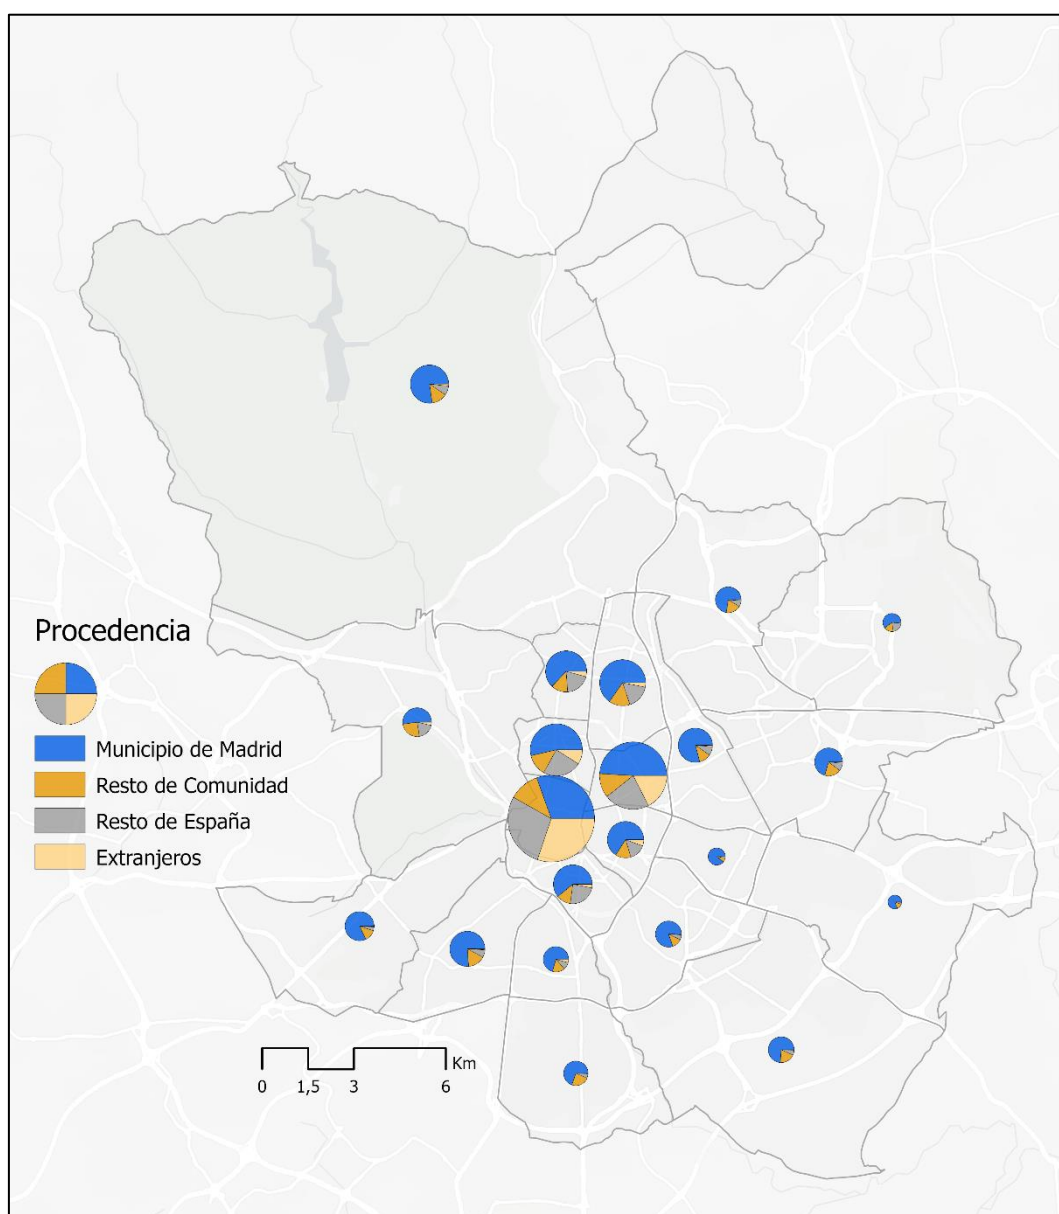 Procedencia
Municipio de Madrid
Resto de Comunidad
Resto de España
Extranjeros
Km
0 1,5 3 6